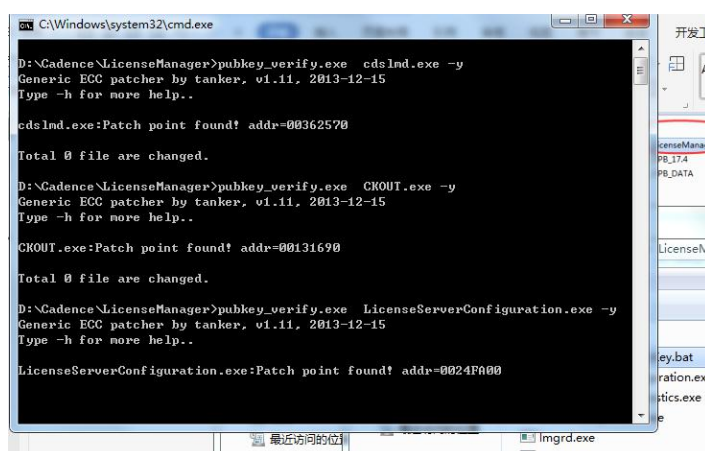 C:\Windows\system32\cmd.exe
D:\Cadence\LicenseManager>pubkey_verify.exe  cdslmd.exe -y
Generic ECC patcher by tanker, v1.11, 2013-12-15
Type -h for more help..
cdslmd.exe:Patch point found! addr=00362570
Total 0 file are changed.
D:\Cadence\LicenseManager>pubkey_verify.exe  CKOUT.exe -y
Generic ECC patcher by tanker, v1.11, 2013-12-15
Type -h for more help..
CKOUT.exe:Patch point found! addr=00131690
Total 0 file are changed.
D:\Cadence\LicenseManager>pubkey_verify.exe  LicenseServerConfiguration.exe -y
Generic ECC patcher by tanker, v1.11, 2013-12-15
Type -h for more help..
LicenseServerConfiguration.exe:Patch point found! addr=0024FA00
开发工
censeMana
PB_17.4
PB_DATA
LicenseM
ey.bat
ration.ex
stics.exe
e
最近访问的位
lmgrd.exe